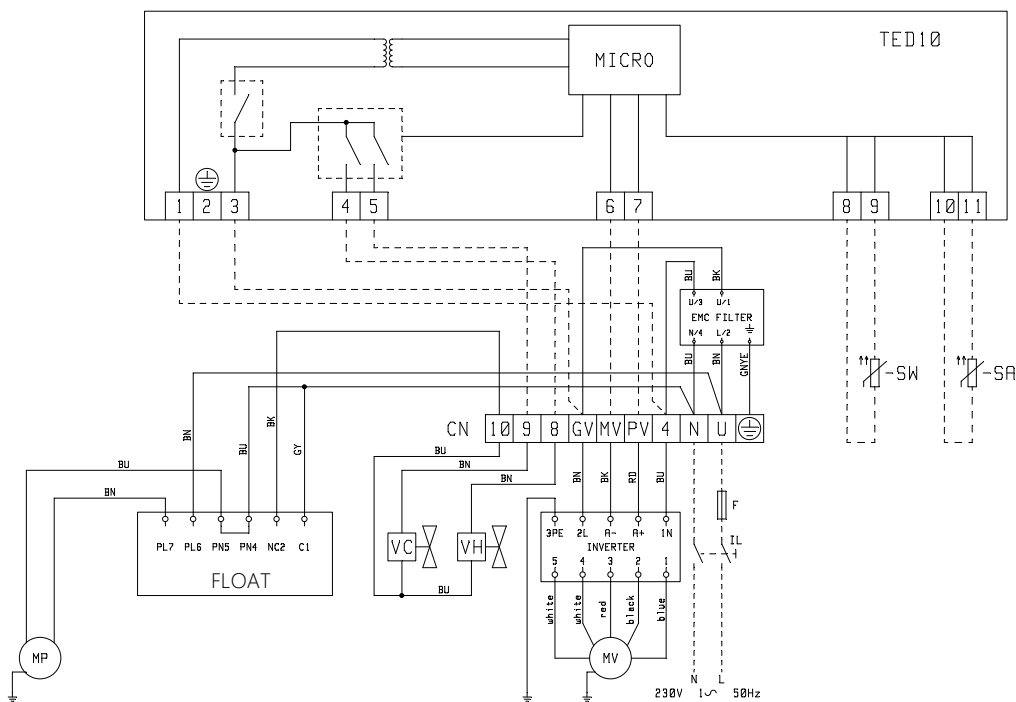 TED10
MICRO
1 2 3 4 5 6 7 8 9 10 11
BU BK
U/3 U/1
EMC FILTER
N/4 L/2
BU BN GNYE
SW SA
BN BU BK GY
CN 10 9 8 GV MV PV 4 N U
BU
BN
BN
BU
BN
BN BK RD BU
F
PL7 PL6 PN5 PN4 NC2 C1
FLOAT
VC VH
3PE 2L A- A+ 1N
INVERTER
5 4 3 2 1
IL
BU
white white red black blue
MP
MV
N L
230V 1~ 50Hz